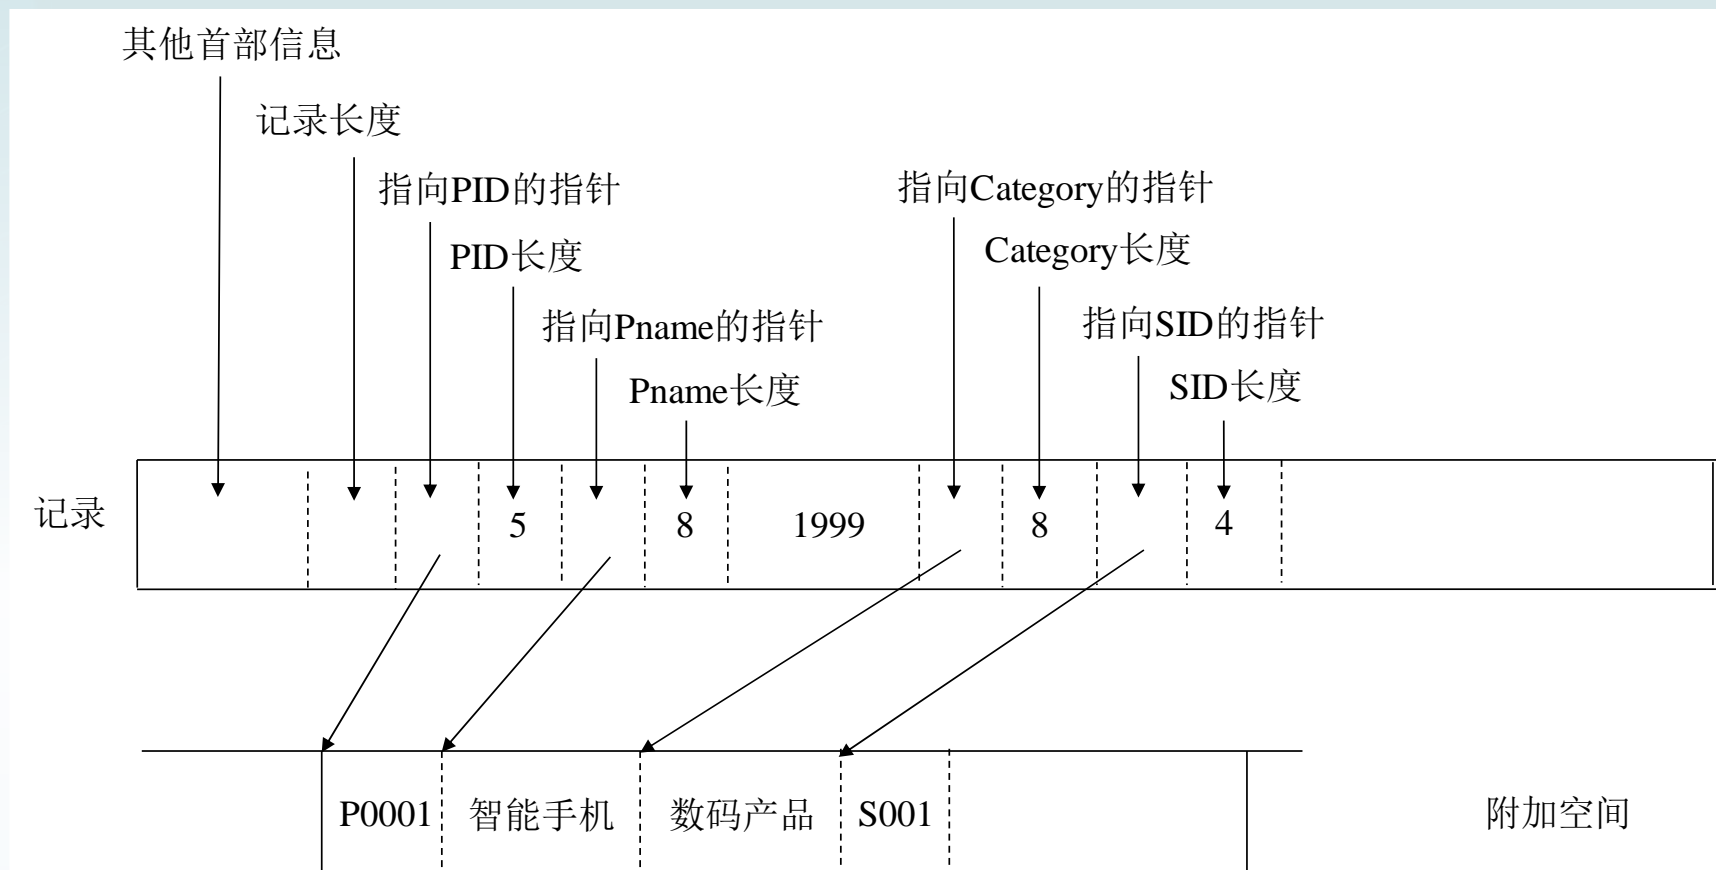 其他首部信息
记录长度
指向PID的指针
指向Category的指针
PID长度
Category长度
指向Pname的指针
指向SID的指针
Pname长度
SID长度
记录
5
8
1999
8
4
P0001
智能手机
数码产品
S001
附加空间